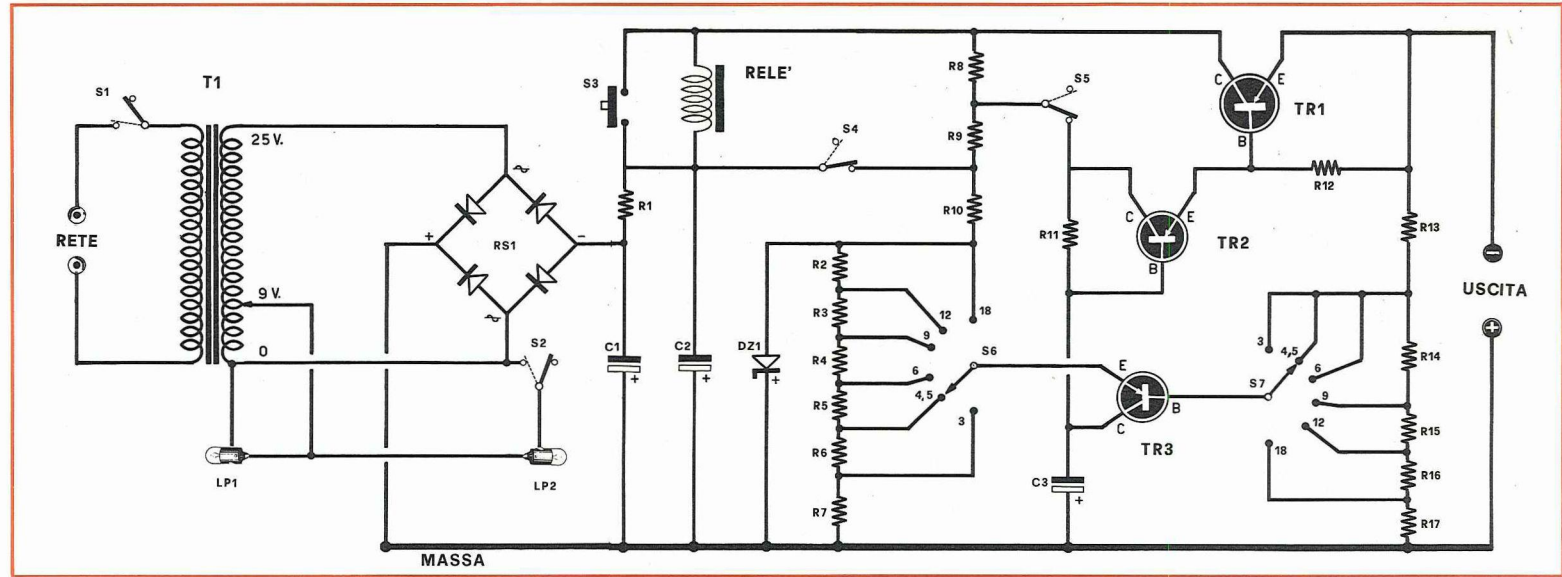 T1
S1
RETE
25 V.
9 V.
0
+
RS1
−
S2
LP1
LP2
MASSA
S3
RELE'
R1
C1
+
C2
+
S4
R8
R9
R10
DZ1
R2
R3
R4
R5
R6
R7
18
12
9
6
4,5
3
S6
S5
R11
C
E
B
TR1
C
E
B
TR2
R12
E
C
B
TR3
C3
+
S7
3
4,5
6
9
12
18
R13
R14
R15
R16
R17
−
USCITA
+